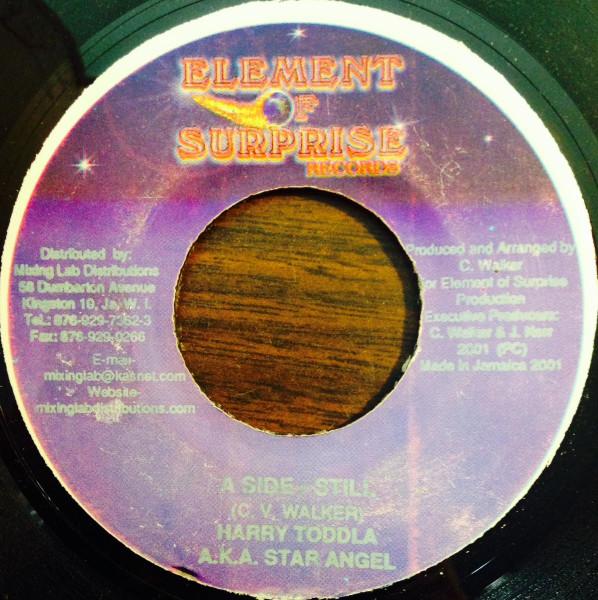 ELEMENT
OF
SURPRISE
RECORDS
Distributed by:
Mixing Lab Distributions
58 Dumbarton Avenue
Kingston 10, Ja, W. I.
Tel.: 876-929-7352-3
Fax: 876-929-0266
E-mail-
mixinglab@kasnet.com
Website-
mixinglabdistributions.com
Produced and Arranged by
C. Walker
for Element of Surprise
Production
Executive Producers:
C. Walker & J. Kerr
2001 (PC)
Made in Jamaica 2001
A SIDE—STILL
(C. V. WALKER)
HARRY TODDLA
A.K.A. STAR ANGEL